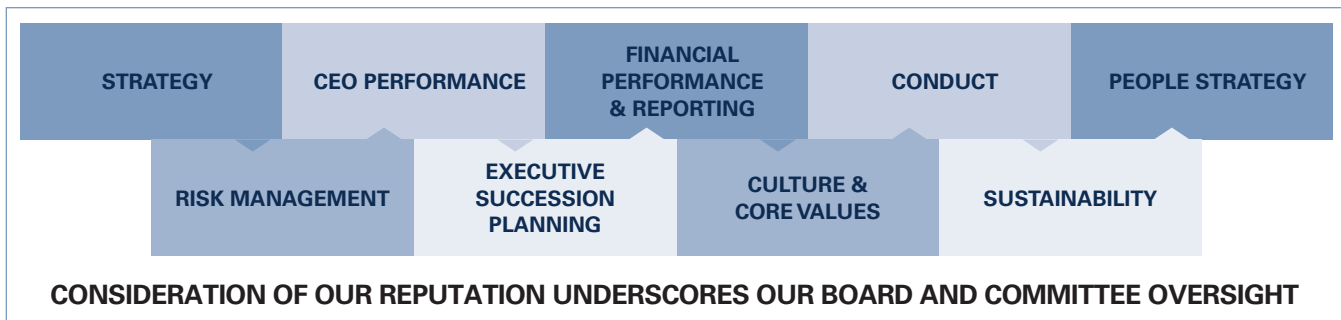 STRATEGY
CEO PERFORMANCE
FINANCIAL
PERFORMANCE
& REPORTING
CONDUCT
PEOPLE STRATEGY
RISK MANAGEMENT
EXECUTIVE
SUCCESSION
PLANNING
CULTURE &
CORE VALUES
SUSTAINABILITY
CONSIDERATION OF OUR REPUTATION UNDERSCORES OUR BOARD AND COMMITTEE OVERSIGHT